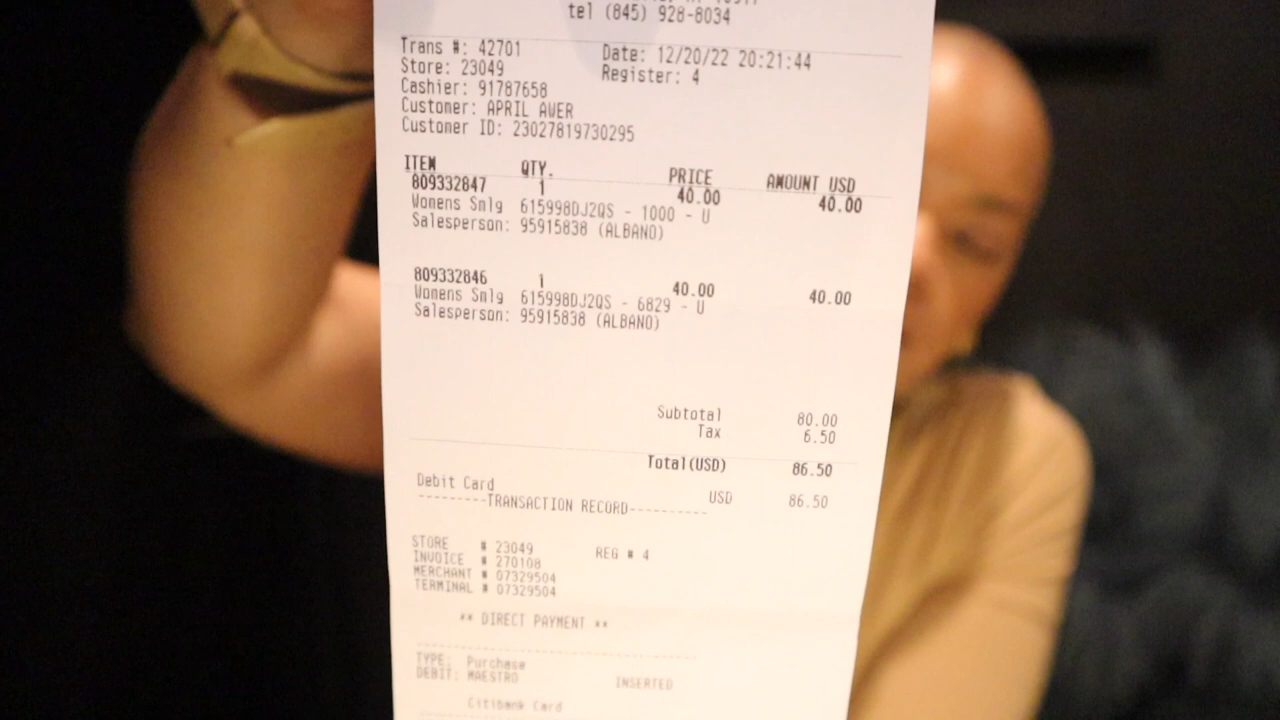 tel (845) 928-8034
Trans #: 42701 Date: 12/20/22 20:21:44
Store: 23049 Register: 4
Cashier: 91787658
Customer: APRIL AWER
Customer ID: 23027819730295
ITEM QTY. PRICE AMOUNT USD
809332847 1 40.00 40.00
Womens Smlg 615998DJ2QS - 1000 - U
Salesperson: 95915838 (ALBANO)
809332846 1 40.00 40.00
Womens Smlg 615998DJ2QS - 6829 - U
Salesperson: 95915838 (ALBANO)
Subtotal 80.00
Tax 6.50
Total(USD) 86.50
Debit Card USD 86.50
---------TRANSACTION RECORD----------
STORE # 23049 REG # 4
INVOICE # 270108
MERCHANT # 07329504
TERMINAL # 07329504
** DIRECT PAYMENT **
TYPE: Purchase
DEBIT: MAESTRO INSERTED
Citibank Card